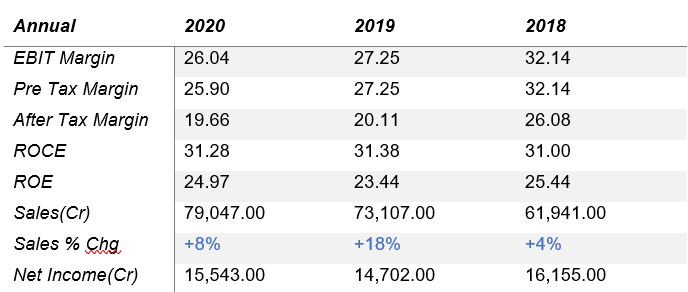 Annual 2020 2019 2018
EBIT Margin 26.04 27.25 32.14
Pre Tax Margin 25.90 27.25 32.14
After Tax Margin 19.66 20.11 26.08
ROCE 31.28 31.38 31.00
ROE 24.97 23.44 25.44
Sales(Cr) 79,047.00 73,107.00 61,941.00
Sales % Chg +8% +18% +4%
Net Income(Cr) 15,543.00 14,702.00 16,155.00